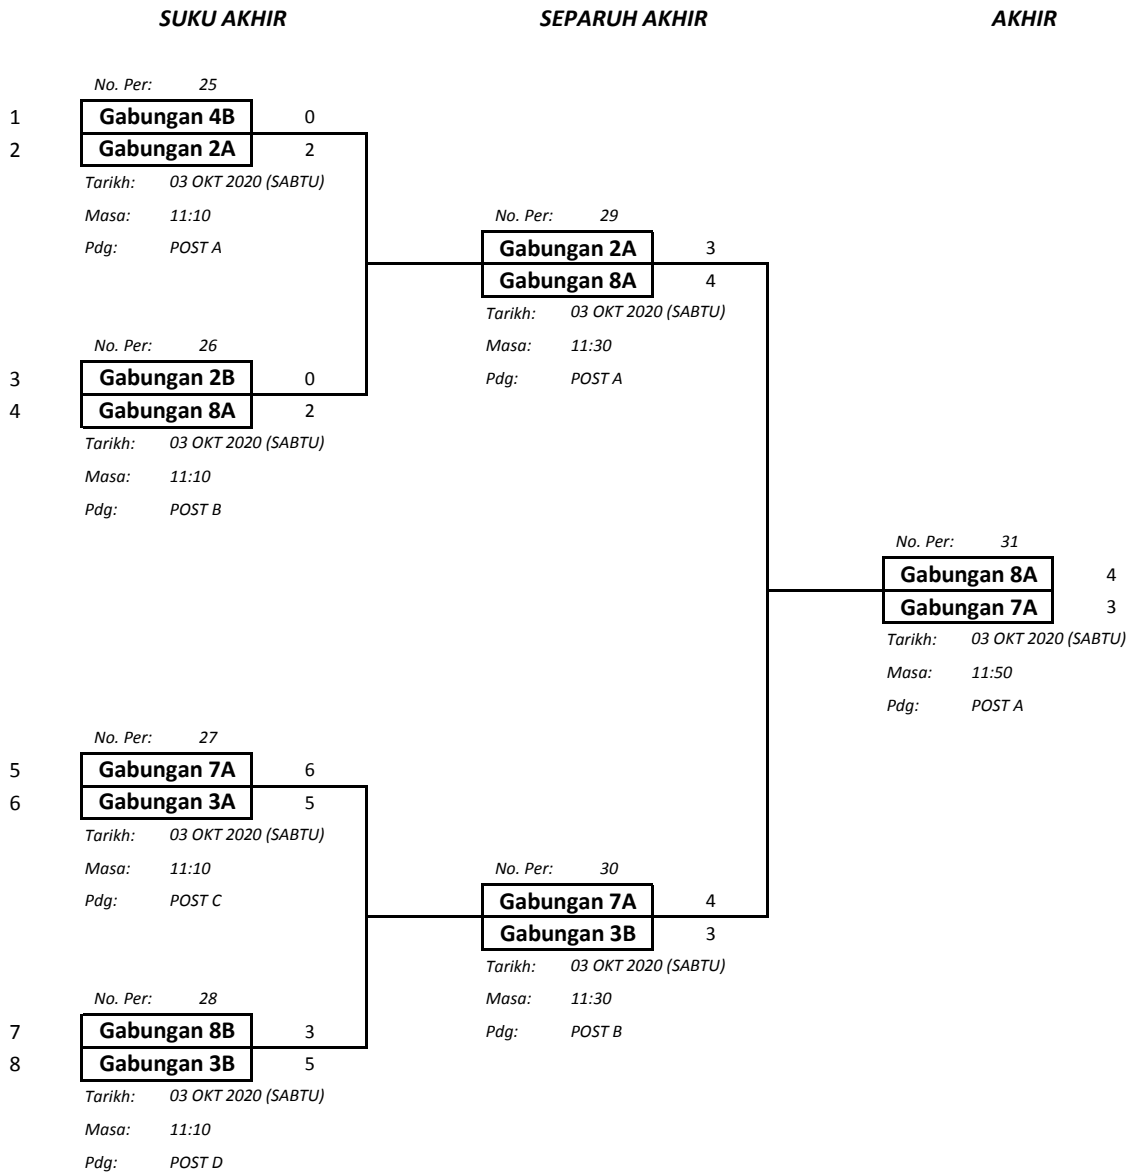 SUKU AKHIR SEPARUH AKHIR AKHIR
No. Per: 25
1 Gabungan 4B 0
2 Gabungan 2A 2
Tarikh: 03 OKT 2020 (SABTU)
Masa: 11:10
Pdg: POST A
No. Per: 26
3 Gabungan 2B 0
4 Gabungan 8A 2
Tarikh: 03 OKT 2020 (SABTU)
Masa: 11:10
Pdg: POST B
No. Per: 27
5 Gabungan 7A 6
6 Gabungan 3A 5
Tarikh: 03 OKT 2020 (SABTU)
Masa: 11:10
Pdg: POST C
No. Per: 28
7 Gabungan 8B 3
8 Gabungan 3B 5
Tarikh: 03 OKT 2020 (SABTU)
Masa: 11:10
Pdg: POST D
No. Per: 29
Gabungan 2A 3
Gabungan 8A 4
Tarikh: 03 OKT 2020 (SABTU)
Masa: 11:30
Pdg: POST A
No. Per: 30
Gabungan 7A 4
Gabungan 3B 3
Tarikh: 03 OKT 2020 (SABTU)
Masa: 11:30
Pdg: POST B
No. Per: 31
Gabungan 8A 4
Gabungan 7A 3
Tarikh: 03 OKT 2020 (SABTU)
Masa: 11:50
Pdg: POST A